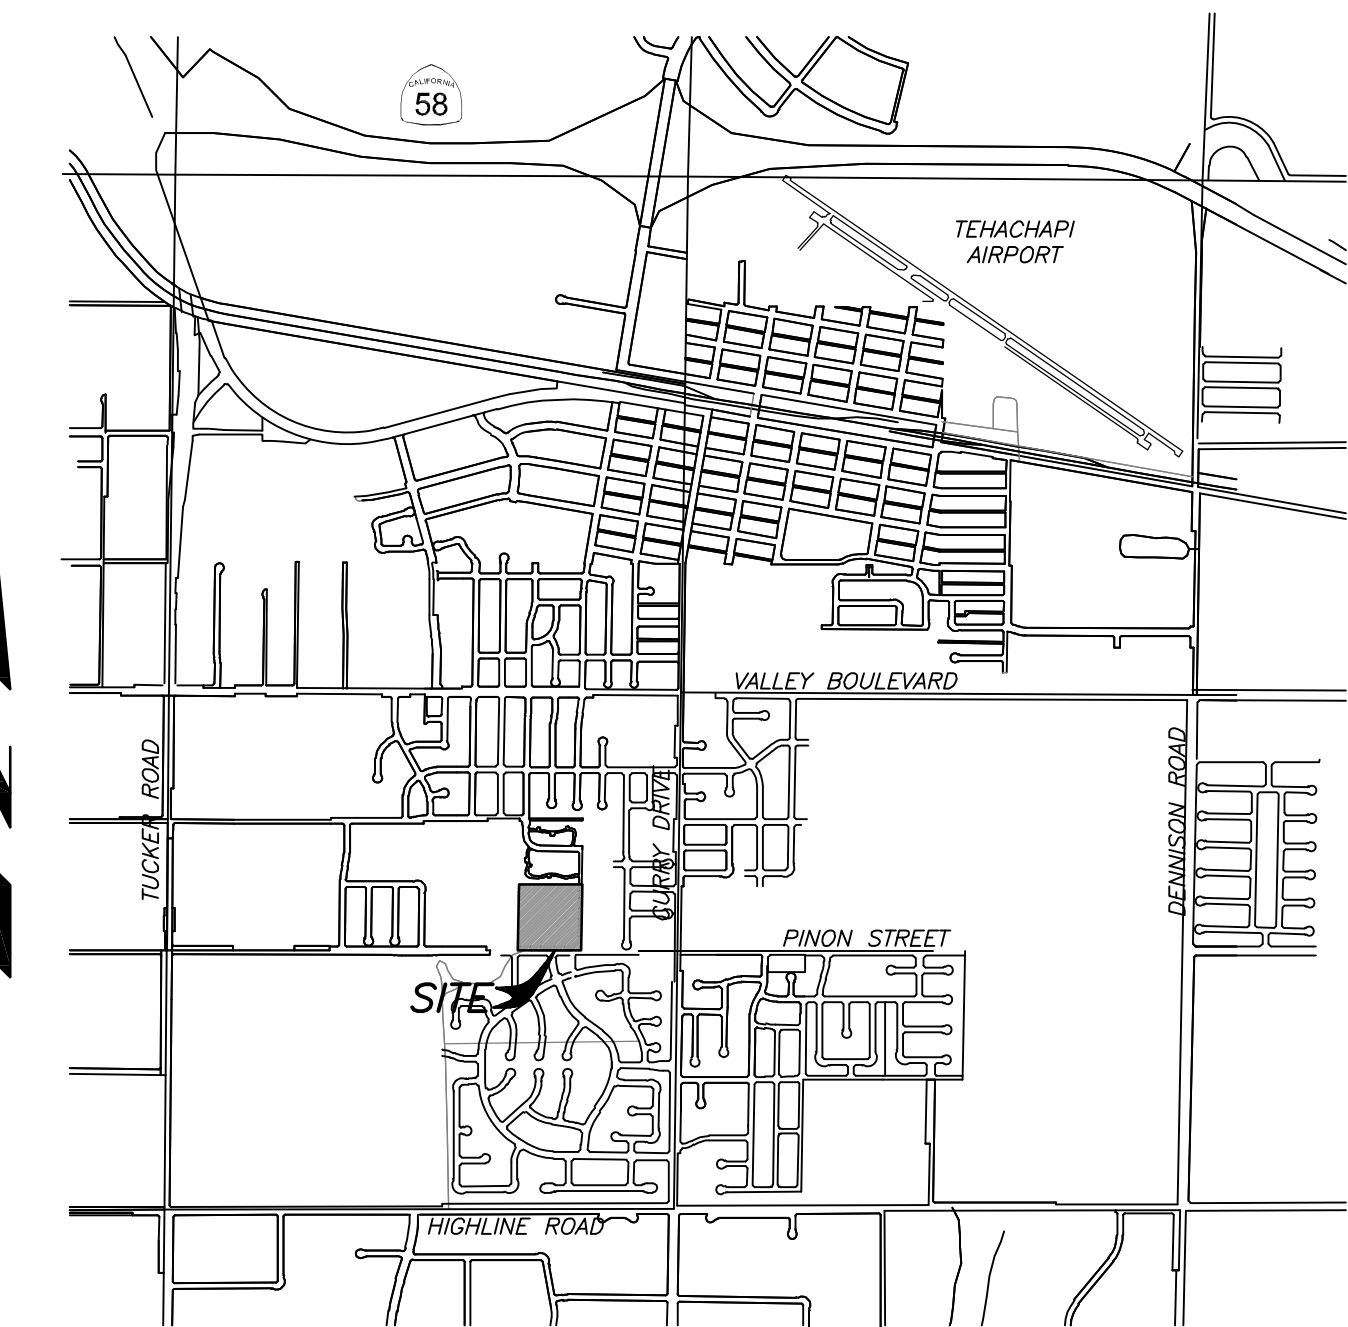 CALIFORNIA
58
TEHACHAPI
AIRPORT
VALLEY BOULEVARD
TUCKER ROAD
CURRY DRIVE
DENNISON ROAD
PINON STREET
SITE
HIGHLINE ROAD